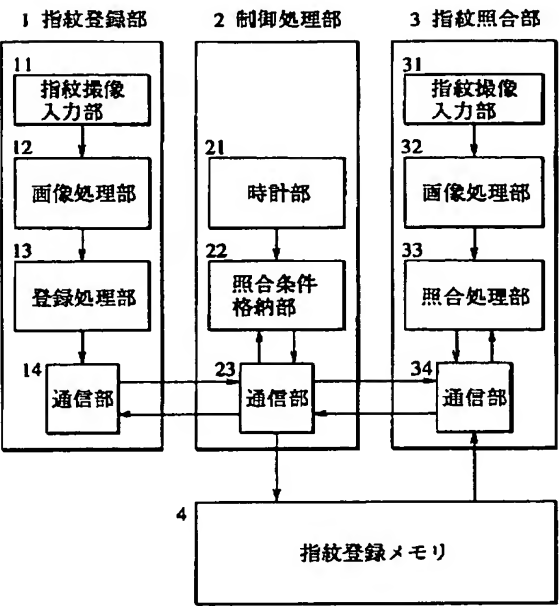 1 指紋登録部
2 制御処理部
3 指紋照合部
11
指紋撮像
入力部
12
画像処理部
13
登録処理部
14
通信部
21
時計部
22
照合条件
格納部
23
通信部
31
指紋撮像
入力部
32
画像処理部
33
照合処理部
34
通信部
4
指紋登録メモリ